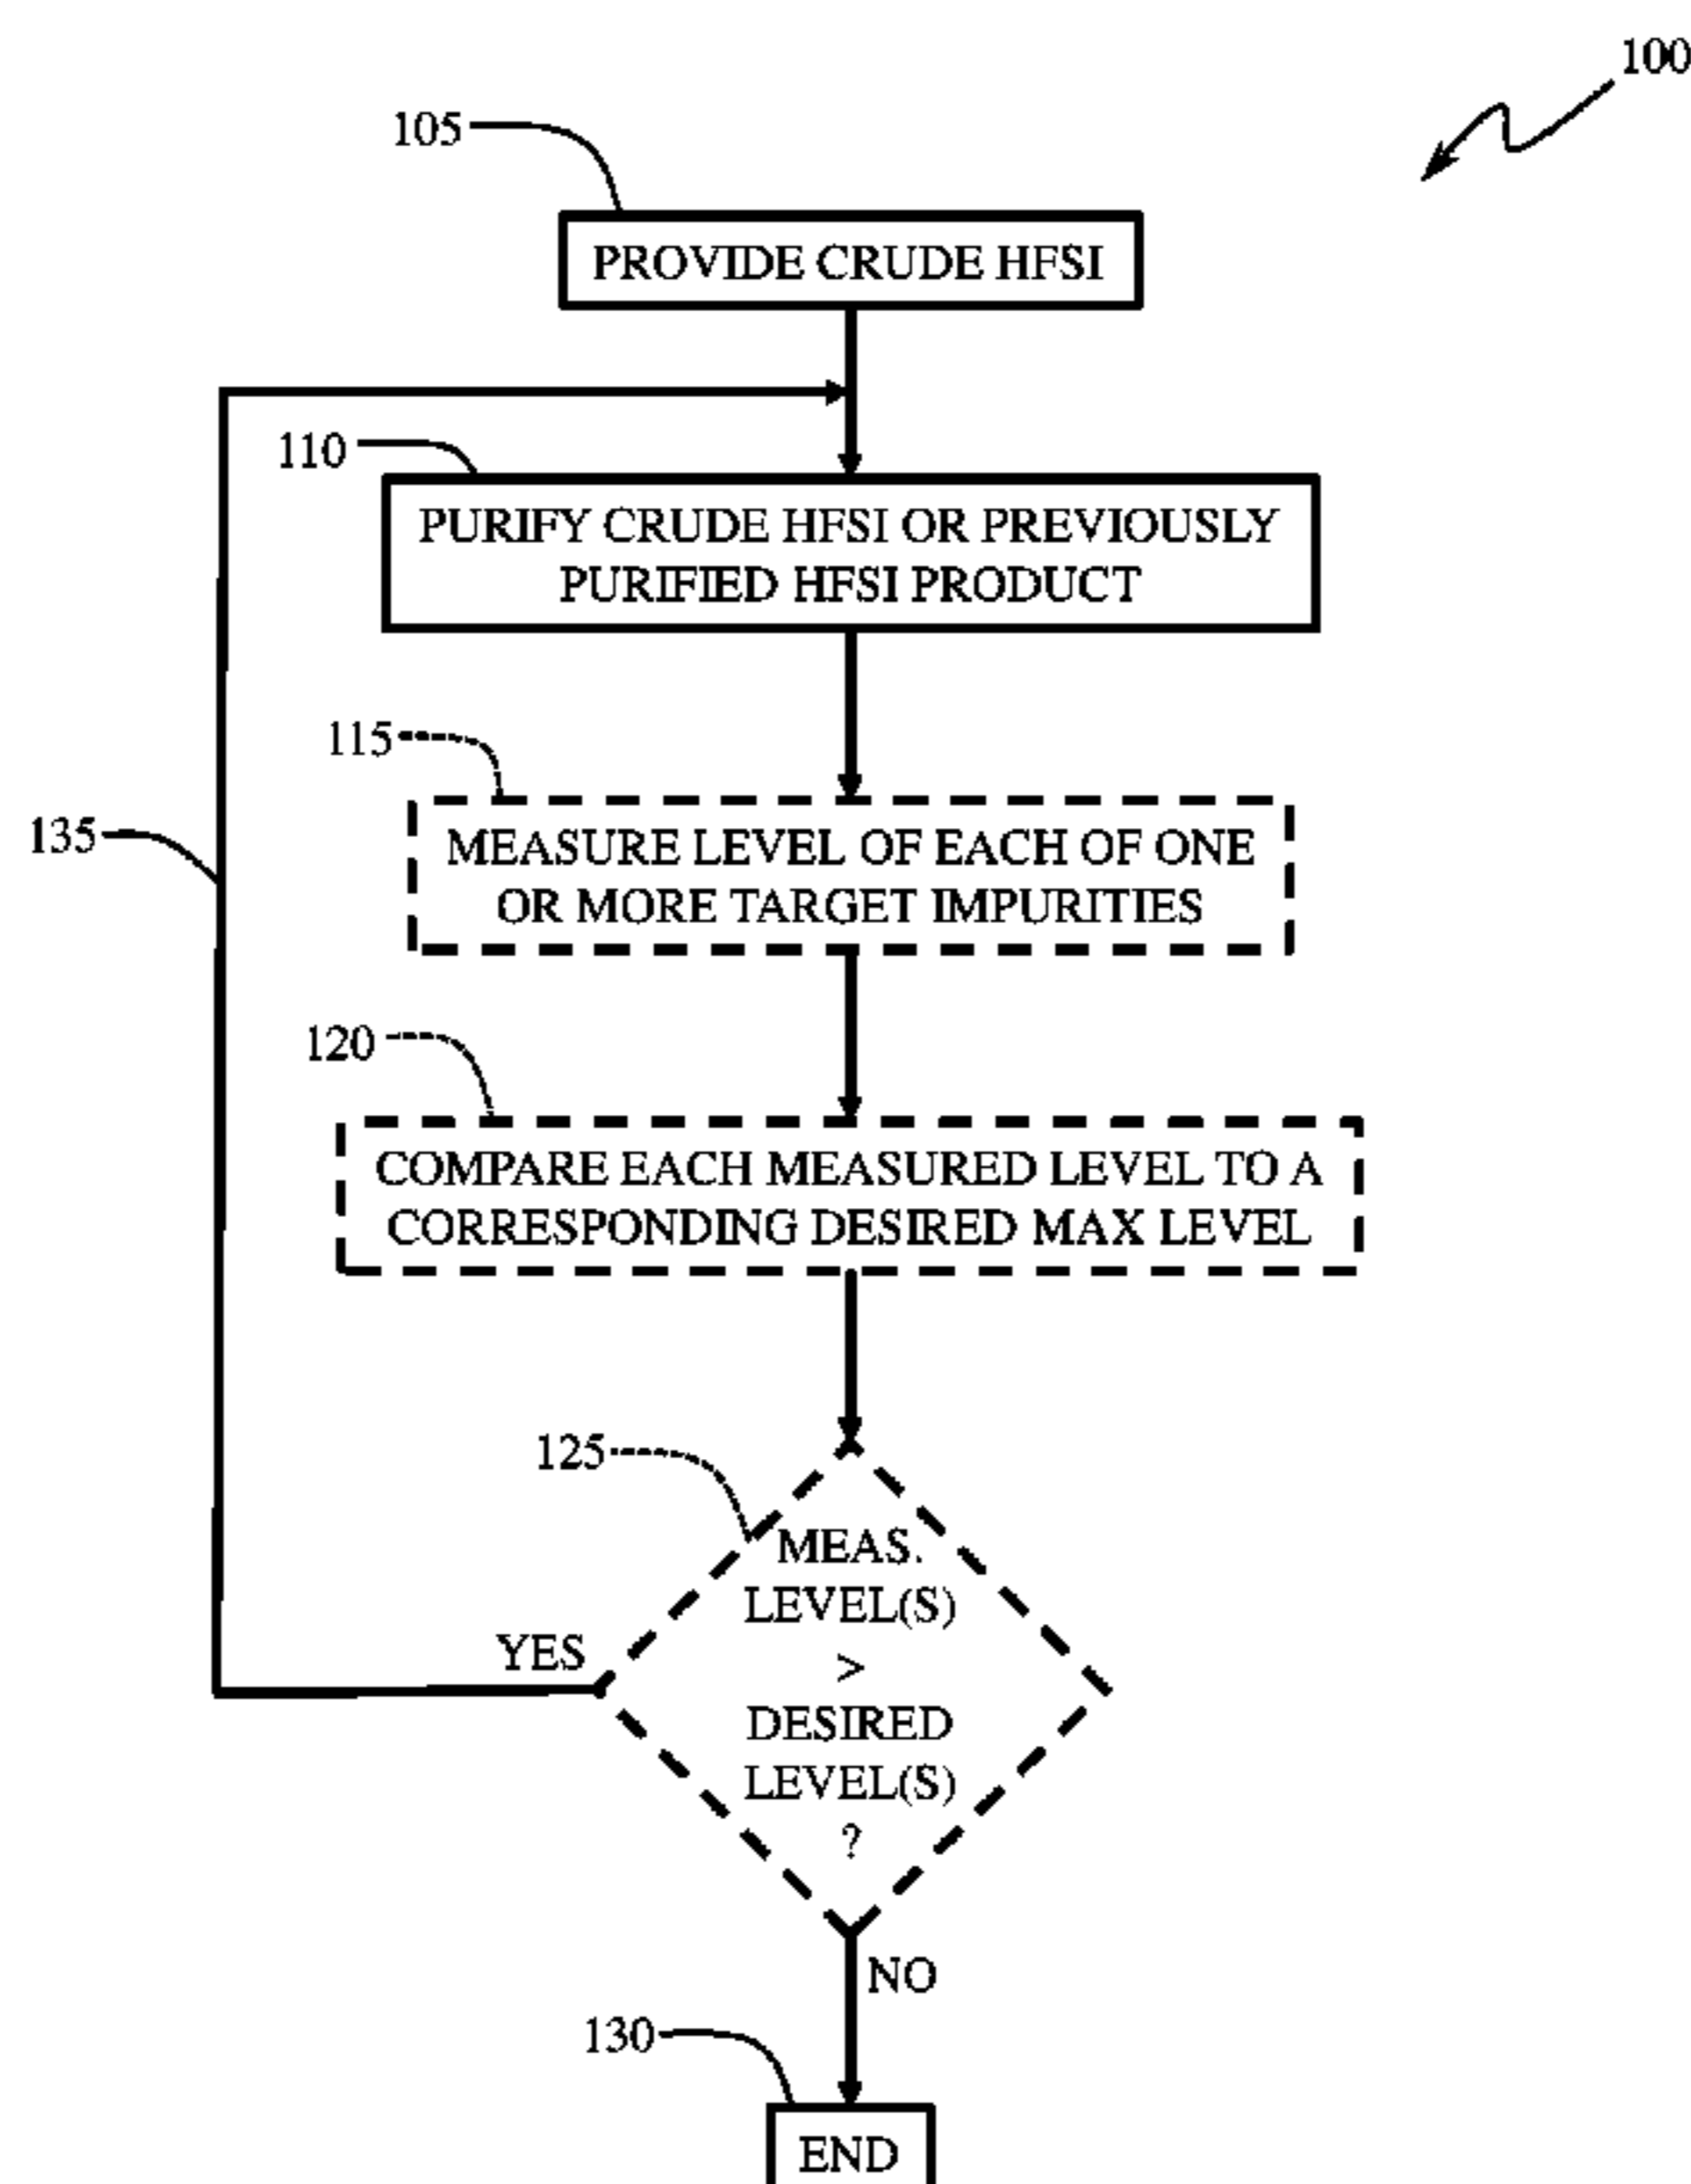 100
105
PROVIDE CRUDE HFSI
110
PURIFY CRUDE HFSI OR PREVIOUSLY
PURIFIED HFSI PRODUCT
115
MEASURE LEVEL OF EACH OF ONE
OR MORE TARGET IMPURITIES
135
120
COMPARE EACH MEASURED LEVEL TO A
CORRESPONDING DESIRED MAX LEVEL
125
MEAS.
LEVEL(S)
>
DESIRED
LEVEL(S)
?
YES
NO
130
END